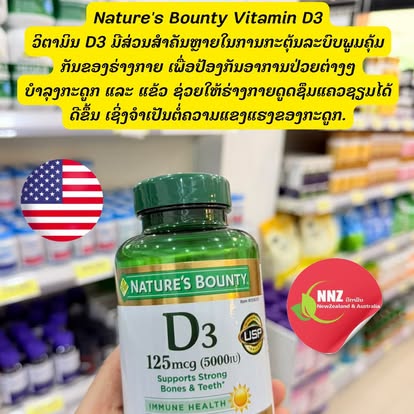 Nature's Bounty Vitamin D3
ວິຕາມິນ D3 ມີສ່ວນສຳຄັນຫຼາຍໃນການກະຕຸ້ນລະບົບພູມຄຸ້ມ
ກັນຂອງຮ່າງກາຍ ເພື່ອປ້ອງກັນອາການປ່ວຍຕ່າງໆ
ບຳລຸງກະດູກ ແລະ ແຂ້ວ ຊ່ວຍໃຫ້ຮ່າງກາຍດູດຊຶມແຄວຊຽມໄດ້
ດີຂຶ້ນ ເຊິ່ງຈຳເປັນຕໍ່ຄວາມແຂງແຮງຂອງກະດູກ.
NATURE'S BOUNTY
D3
125mcg (5000IU)
USP
Supports Strong
Bones & Teeth*
IMMUNE HEALTH
NNZ
NewZealand & Australia